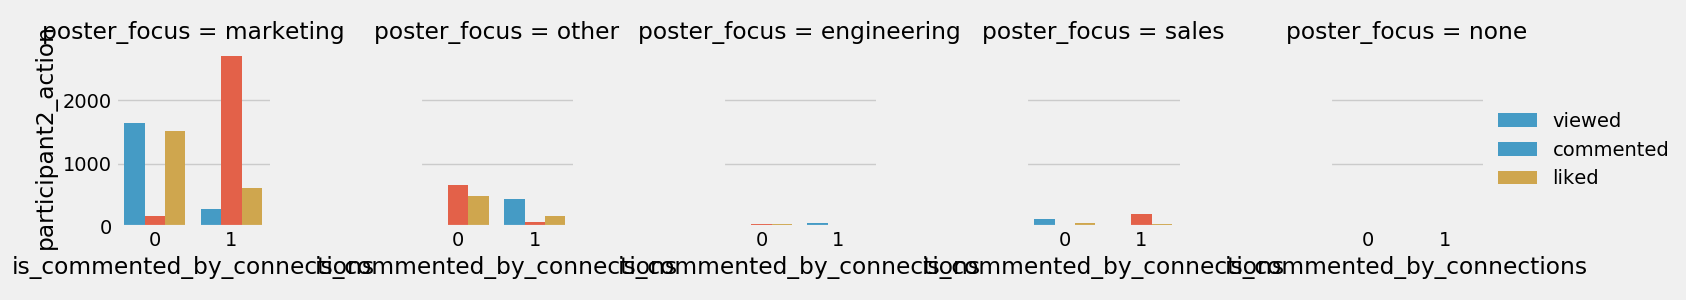 poster_focus = marketing
poster_focus = other
poster_focus = engineering
poster_focus = sales
poster_focus = none
participant2_action
2000
1000
0
0 1
0 1
0 1
0 1
0 1
is_commented_by_connections
is_commented_by_connections
is_commented_by_connections
is_commented_by_connections
is_commented_by_connections
viewed
commented
liked